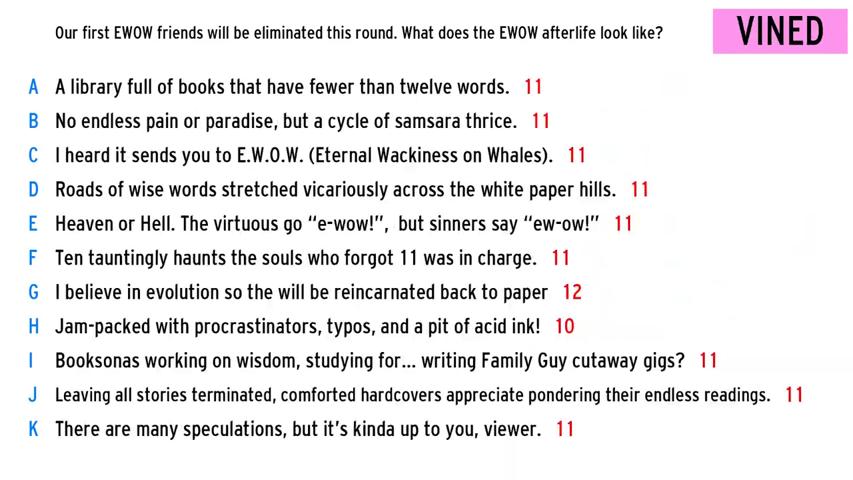 Our first EWOW friends will be eliminated this round. What does the EWOW afterlife look like?
VINED
A A library full of books that have fewer than twelve words. 11
B No endless pain or paradise, but a cycle of samsara thrice. 11
C I heard it sends you to E.W.O.W. (Eternal Wackiness on Whales). 11
D Roads of wise words stretched vicariously across the white paper hills. 11
E Heaven or Hell. The virtuous go “e-wow!”, but sinners say “ew-ow!” 11
F Ten tauntingly haunts the souls who forgot 11 was in charge. 11
G I believe in evolution so the will be reincarnated back to paper 12
H Jam-packed with procrastinators, typos, and a pit of acid ink! 10
I Booksonas working on wisdom, studying for... writing Family Guy cutaway gigs? 11
J Leaving all stories terminated, comforted hardcovers appreciate pondering their endless readings. 11
K There are many speculations, but it’s kinda up to you, viewer. 11